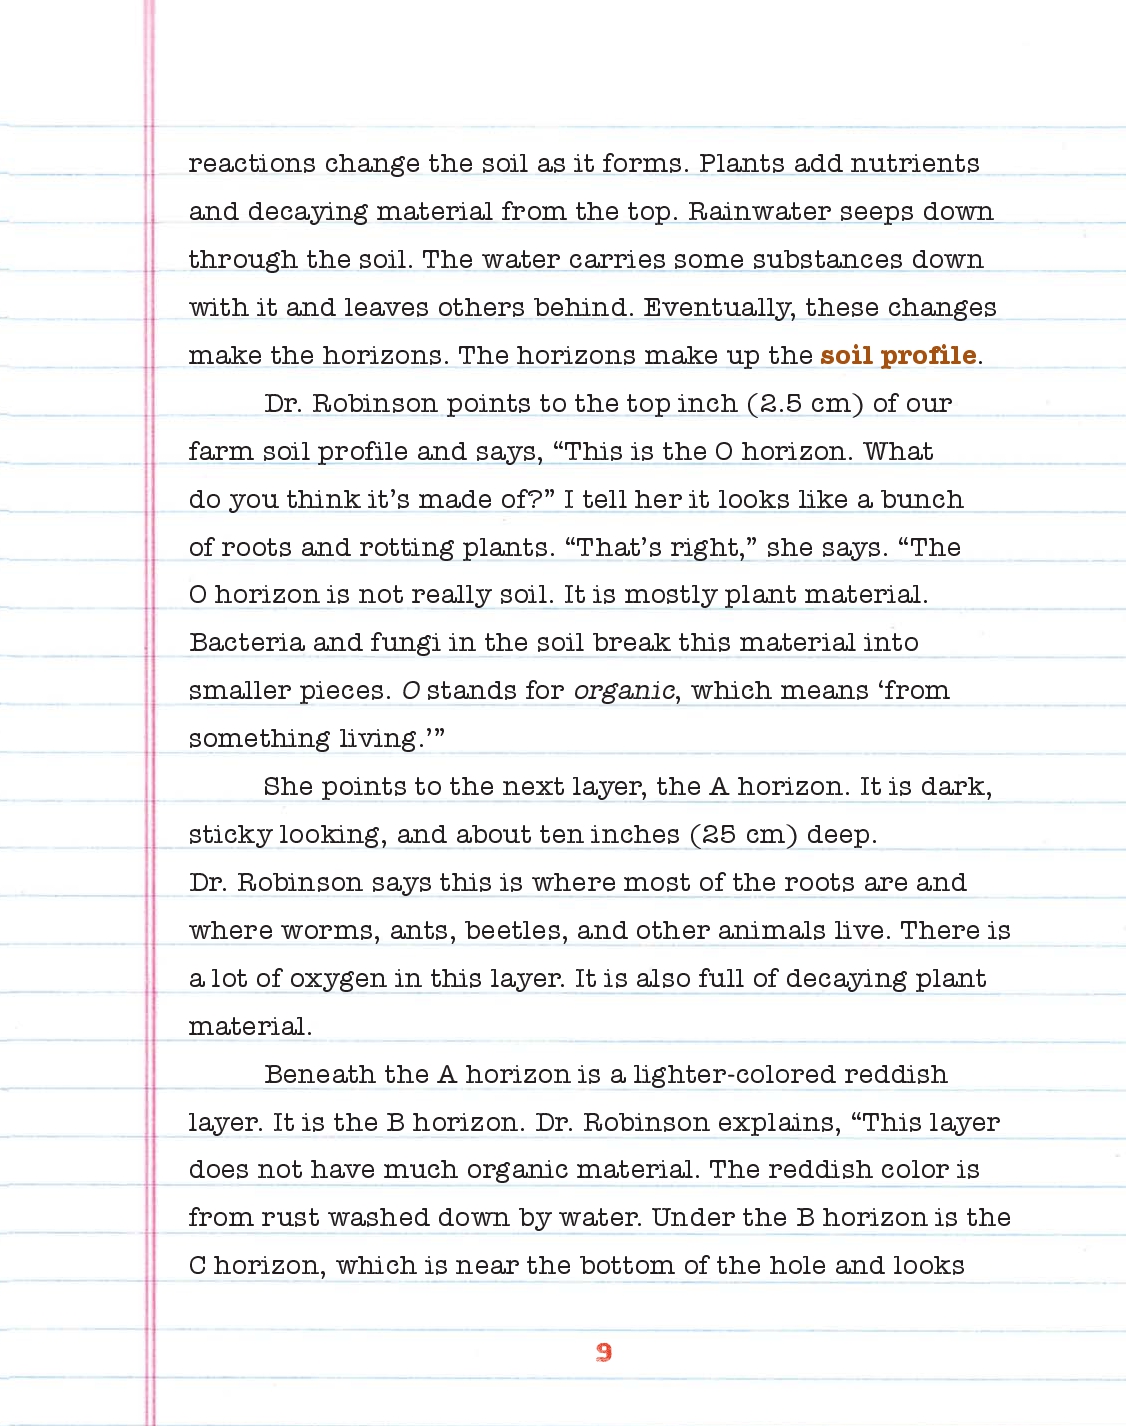 reactions change the soil as it forms. Plants add nutrients
and decaying material from the top. Rainwater seeps down
through the soil. The water carries some substances down
with it and leaves others behind. Eventually, these changes
make the horizons. The horizons make up the soil profile.
Dr. Robinson points to the top inch (2.5 cm) of our
farm soil profile and says, “This is the O horizon. What
do you think it’s made of?” I tell her it looks like a bunch
of roots and rotting plants. “That’s right,” she says. “The
O horizon is not really soil. It is mostly plant material.
Bacteria and fungi in the soil break this material into
smaller pieces. O stands for organic, which means ‘from
something living.’”
She points to the next layer, the A horizon. It is dark,
sticky looking, and about ten inches (25 cm) deep.
Dr. Robinson says this is where most of the roots are and
where worms, ants, beetles, and other animals live. There is
a lot of oxygen in this layer. It is also full of decaying plant
material.
Beneath the A horizon is a lighter-colored reddish
layer. It is the B horizon. Dr. Robinson explains, “This layer
does not have much organic material. The reddish color is
from rust washed down by water. Under the B horizon is the
C horizon, which is near the bottom of the hole and looks
9